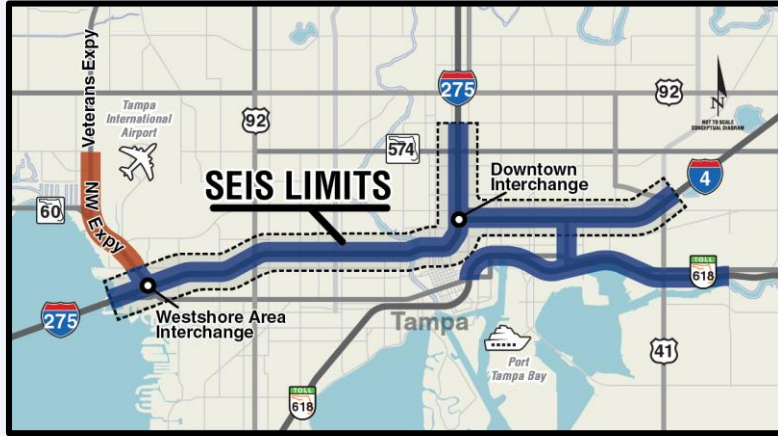 Veterans Expy
NW Expy
Tampa
International
Airport
60
275
92
574
275
92
N
NOT TO SCALE
CONCEPTUAL DIAGRAM
SEIS LIMITS
Downtown
Interchange
4
Westshore Area
Interchange
Tampa
TOLL
618
41
Port
Tampa Bay
TOLL
618